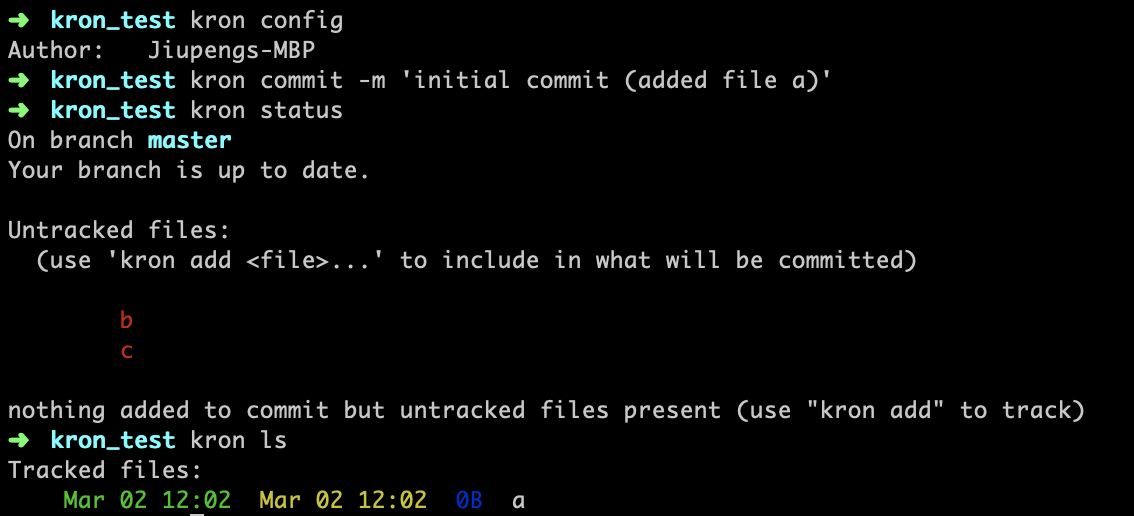 ➜ kron_test kron config
Author: Jiupengs-MBP
➜ kron_test kron commit -m 'initial commit (added file a)'
➜ kron_test kron status
On branch master
Your branch is up to date.
Untracked files:
(use 'kron add <file>...' to include in what will be committed)
b
c
nothing added to commit but untracked files present (use "kron add" to track)
➜ kron_test kron ls
Tracked files:
Mar 02 12:02 Mar 02 12:02 0B a